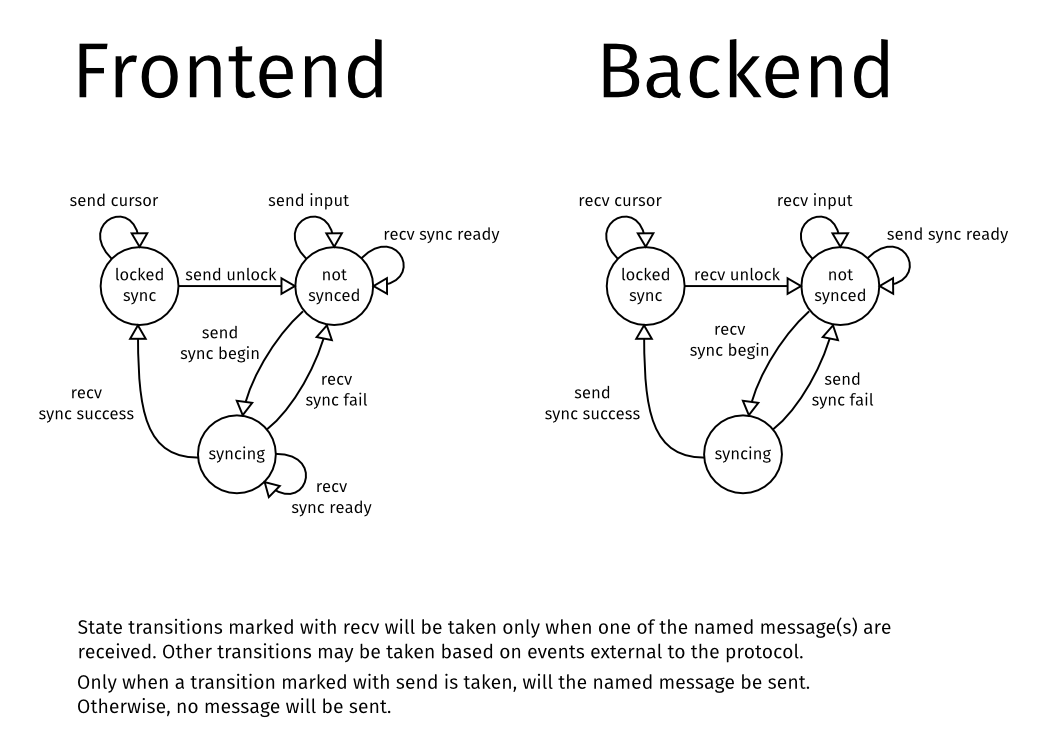 Frontend
Backend
send cursor
send input
recv sync ready
locked
sync
send unlock
not
synced
send
sync begin
recv
sync fail
recv
sync success
syncing
recv
sync ready
recv cursor
recv input
send sync ready
locked
sync
recv unlock
not
synced
recv
sync begin
send
sync fail
send
sync success
syncing
State transitions marked with recv will be taken only when one of the named message(s) are
received. Other transitions may be taken based on events external to the protocol.
Only when a transition marked with send is taken, will the named message be sent.
Otherwise, no message will be sent.